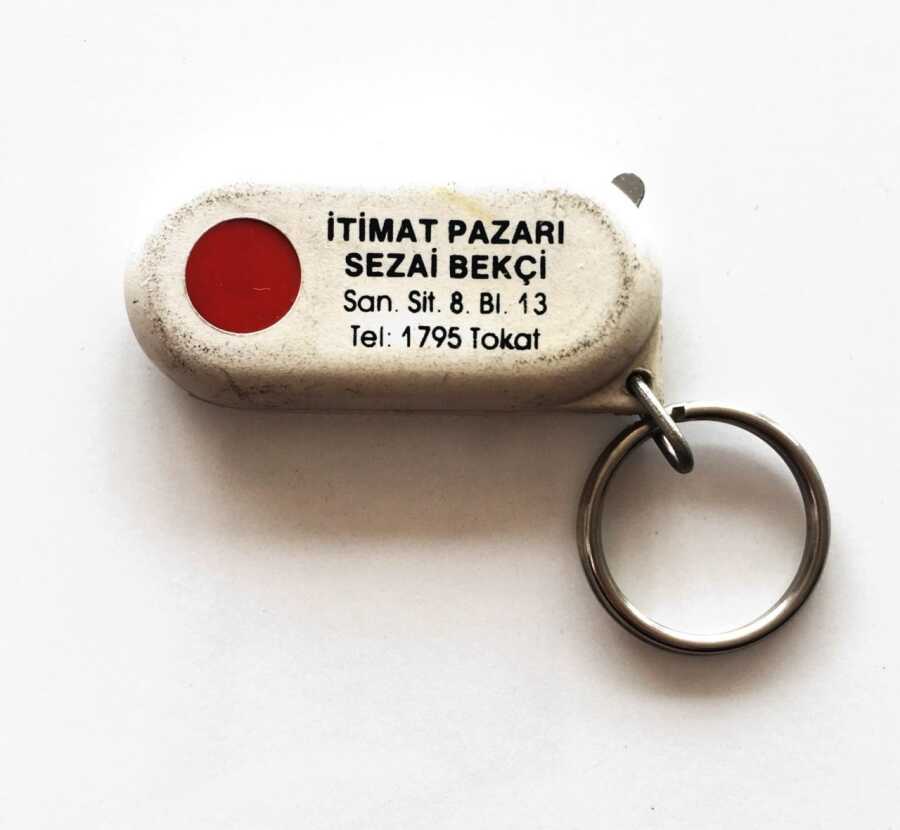 İTİMAT PAZARI
SEZAİ BEKÇİ
San. Sit. 8. Bl. 13
Tel: 1795 Tokat